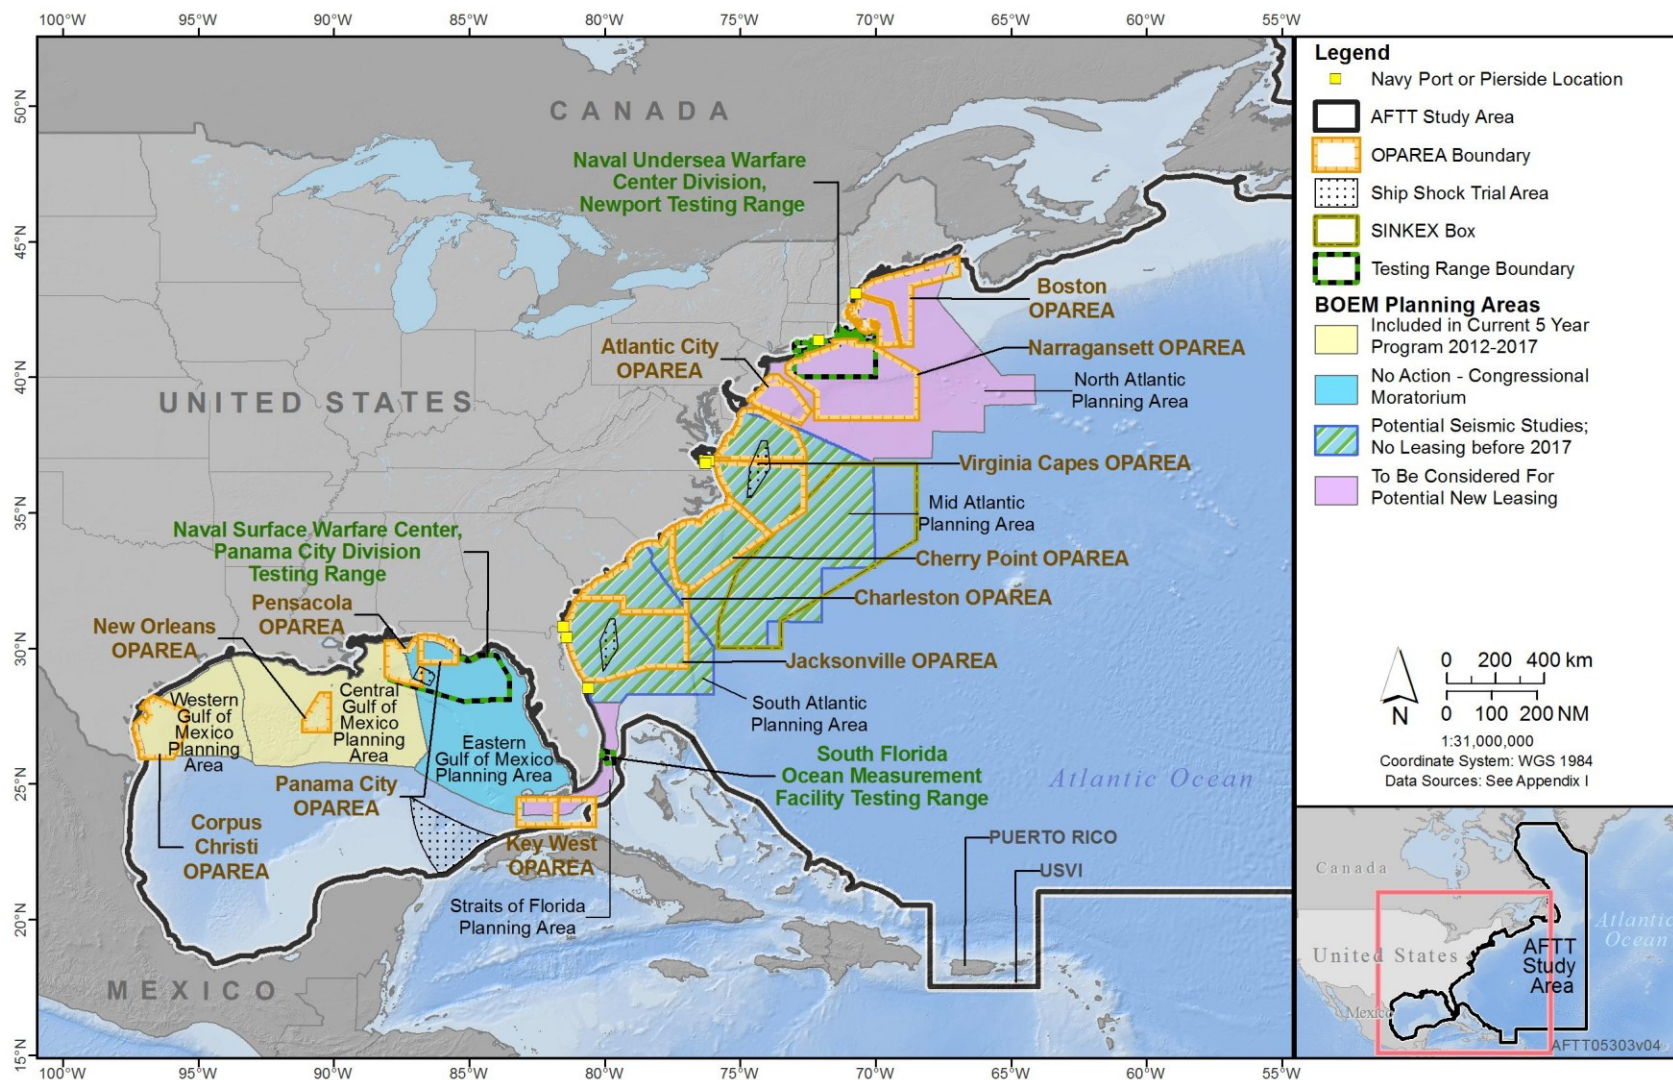 100°W 95°W 90°W 85°W 80°W 75°W 70°W 65°W 60°W 55°W
50°N
45°N
40°N
35°N
30°N
25°N
20°N
15°N
CANADA
UNITED STATES
MEXICO
Naval Undersea Warfare
Center Division,
Newport Testing Range
Boston
OPAREA
Atlantic City
OPAREA
Narragansett OPAREA
North Atlantic
Planning Area
Virginia Capes OPAREA
Mid Atlantic
Planning Area
Naval Surface Warfare Center,
Panama City Division
Testing Range
Cherry Point OPAREA
Charleston OPAREA
Pensacola
OPAREA
New Orleans
OPAREA
Jacksonville OPAREA
South Atlantic
Planning Area
Western
Gulf of
Mexico
Planning
Area
Central
Gulf of
Mexico
Planning
Area
Eastern
Gulf of Mexico
Planning Area
South Florida
Ocean Measurement
Facility Testing Range
Atlantic Ocean
Panama City
OPAREA
Corpus
Christi
OPAREA
Key West
OPAREA
PUERTO RICO
USVI
Straits of Florida
Planning Area
100°W 95°W 90°W 85°W 80°W 75°W 70°W 65°W 60°W 55°W
Legend
Navy Port or Pierside Location
AFTT Study Area
OPAREA Boundary
Ship Shock Trial Area
SINKEX Box
Testing Range Boundary
BOEM Planning Areas
Included in Current 5 Year
Program 2012-2017
No Action - Congressional
Moratorium
Potential Seismic Studies;
No Leasing before 2017
To Be Considered For
Potential New Leasing
N
0 200 400 km
0 100 200 NM
1:31,000,000
Coordinate System: WGS 1984
Data Sources: See Appendix I
Canada
United States
Mexico
Atlantic
Ocean
AFTT
Study
Area
AFTT05303v04